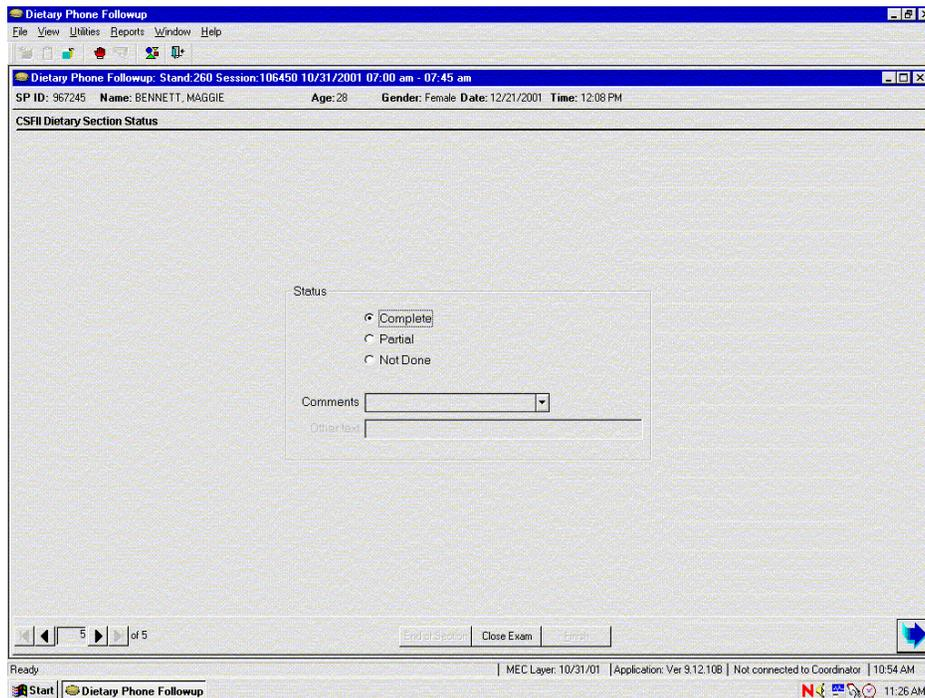 Dietary Phone Followup
File View Utilities Reports Window Help
Dietary Phone Followup: Stand:260 Session:106450 10/31/2001 07:00 am - 07:45 am
SP ID: 967245 Name: BENNETT, MAGGIE Age: 28 Gender: Female Date: 12/21/2001 Time: 12:08 PM
CSFII Dietary Section Status
Status
Complete
Partial
Not Done
Comments
Other text
5 of 5 End of Section Close Exam Finish
Ready MEC Layer: 10/31/01 Application: Ver 9.12.10B Not connected to Coordinator 10:54 AM
Start Dietary Phone Followup N 11:26 AM